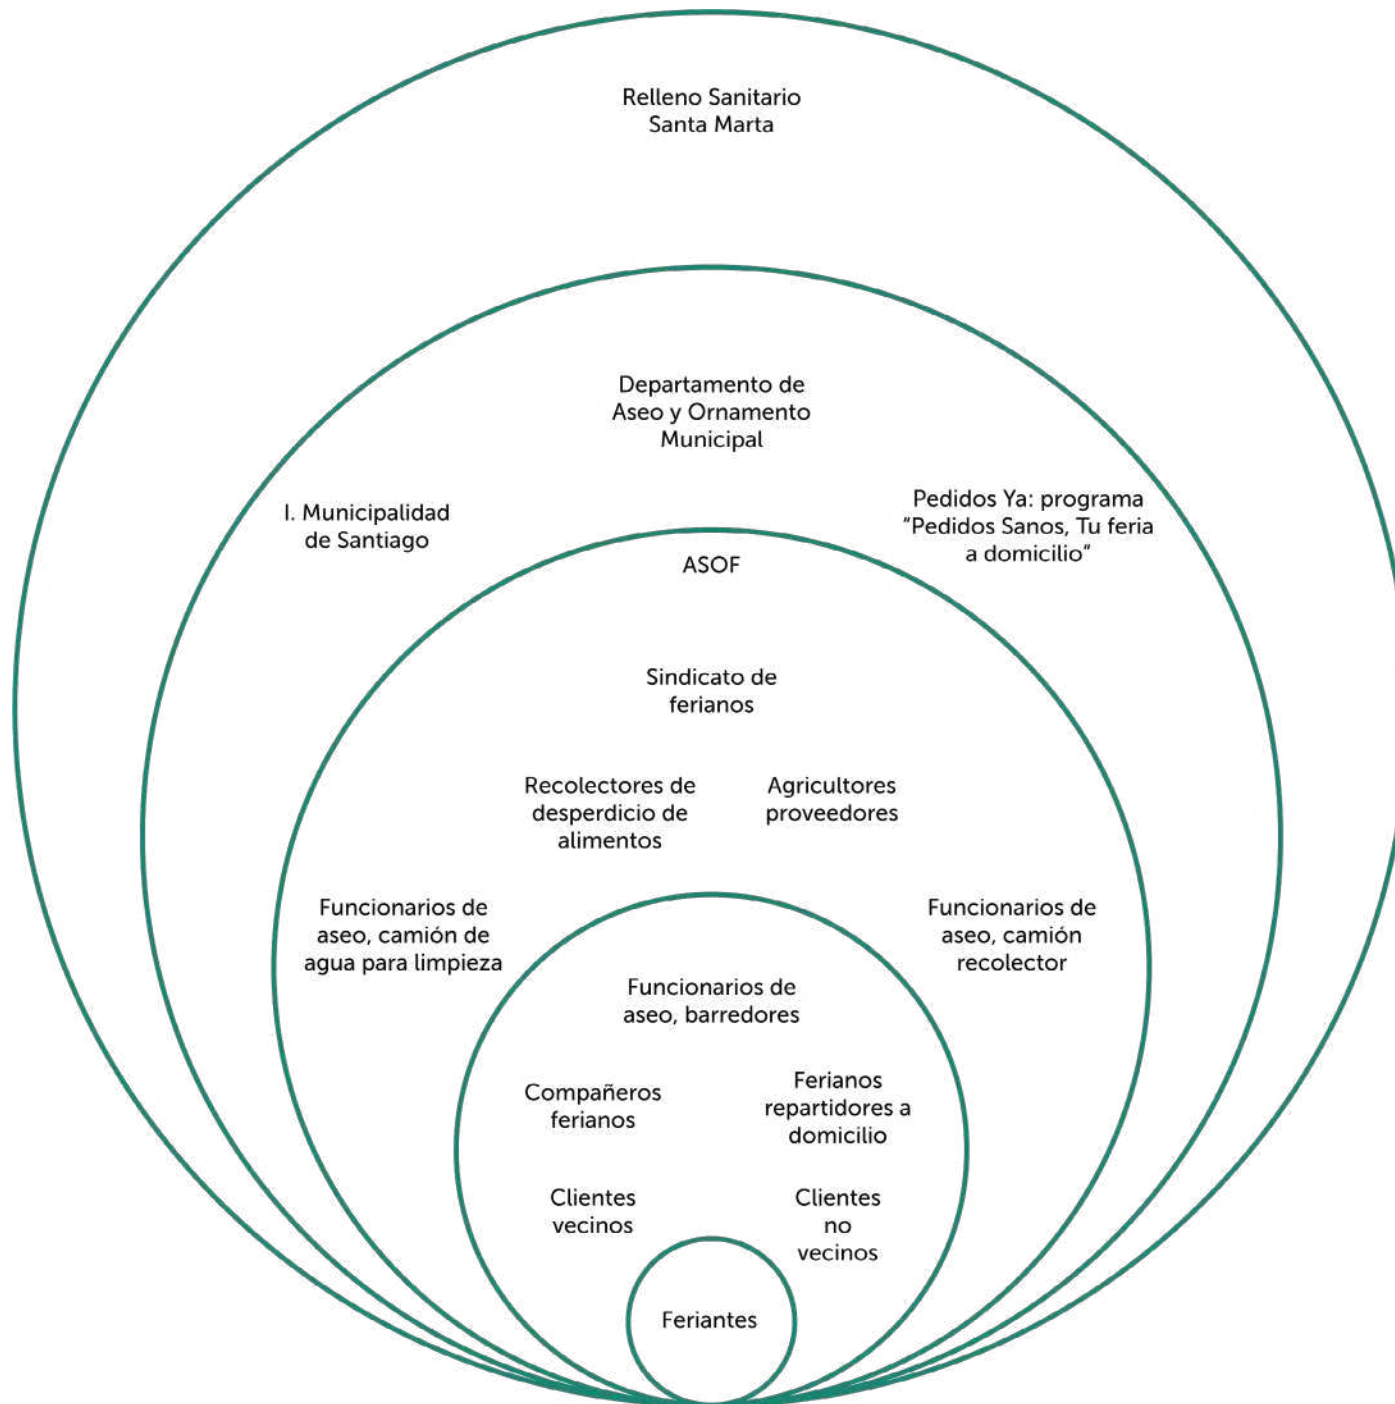 Relleno Sanitario
Santa Marta
Departamento de
Aseo y Ornamento
Municipal
I. Municipalidad
de Santiago
Pedidos Ya: programa
"Pedidos Sanos, Tu feria
a domicilio"
ASOF
Sindicato de
ferianos
Recolectores de
desperdicio de
alimentos
Agricultores
proveedores
Funcionarios de
aseo, camión de
agua para limpieza
Funcionarios de
aseo, camión
recolector
Funcionarios de
aseo, barredores
Compañeros
ferianos
Ferianos
repartidores a
domicilio
Clientes
vecinos
Clientes
no
vecinos
Feriantes